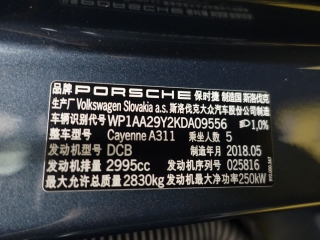 品牌 PORSCHE 保时捷 制造国 斯洛伐克
生产厂 Volkswagen Slovakia a.s. 斯洛伐克大众汽车股份公司制造
车辆识别代号 WP1AA29Y2KDA09556 1,0%
整车型号 Cayenne A311 乘坐人数 5
发动机型号 DCB 制造年月 2018.05
发动机排量 2995cc 发动机序列号 025816
最大允许总质量 2830kg 发动机最大净功率 250kW